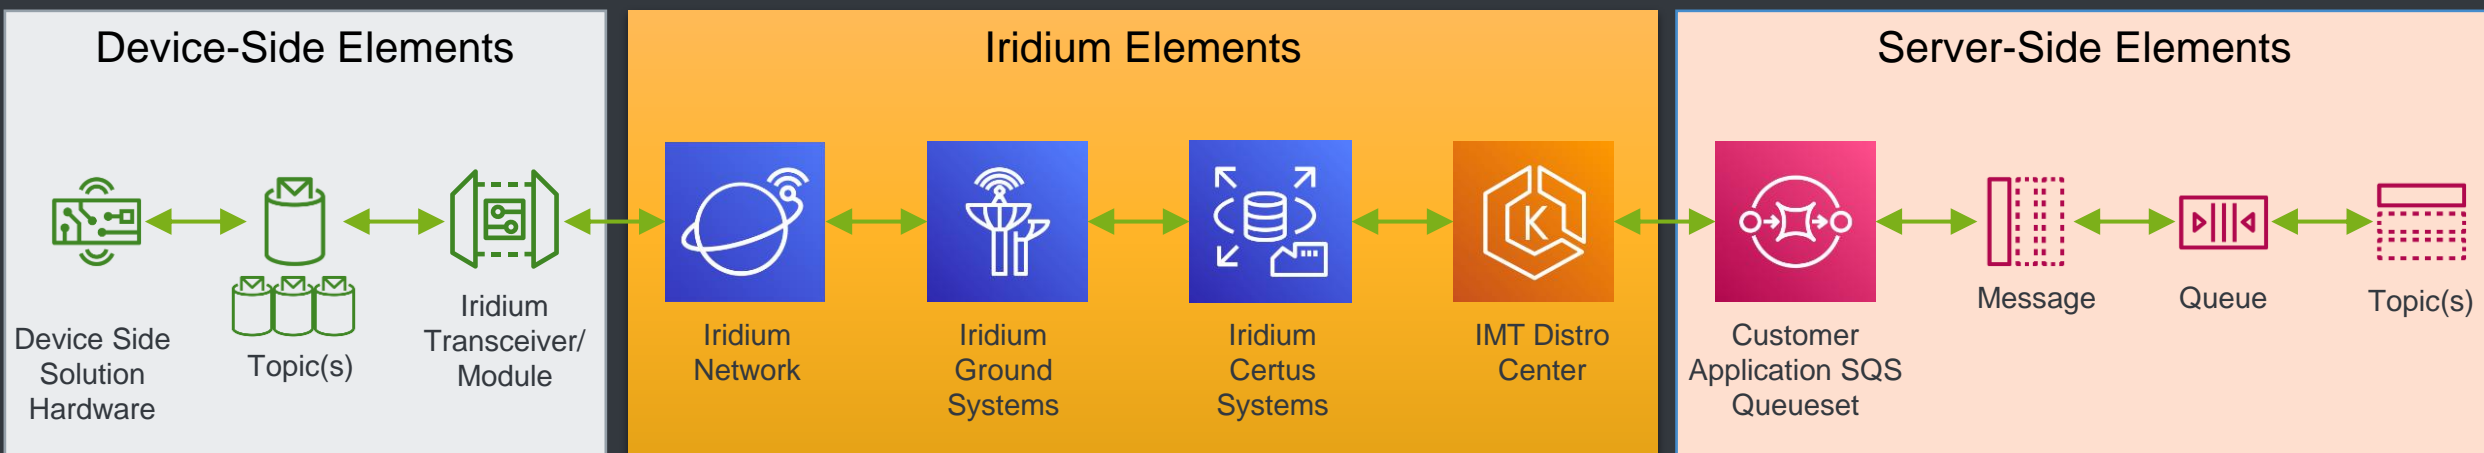 Device-Side Elements
Iridium Elements
Server-Side Elements
Device Side
Solution
Hardware
Topic(s)
Iridium
Transceiver/
Module
Iridium
Network
Iridium
Ground
Systems
Iridium
Certus
Systems
K
IMT Distro
Center
Customer
Application SQS
Queueset
Message
Queue
Topic(s)